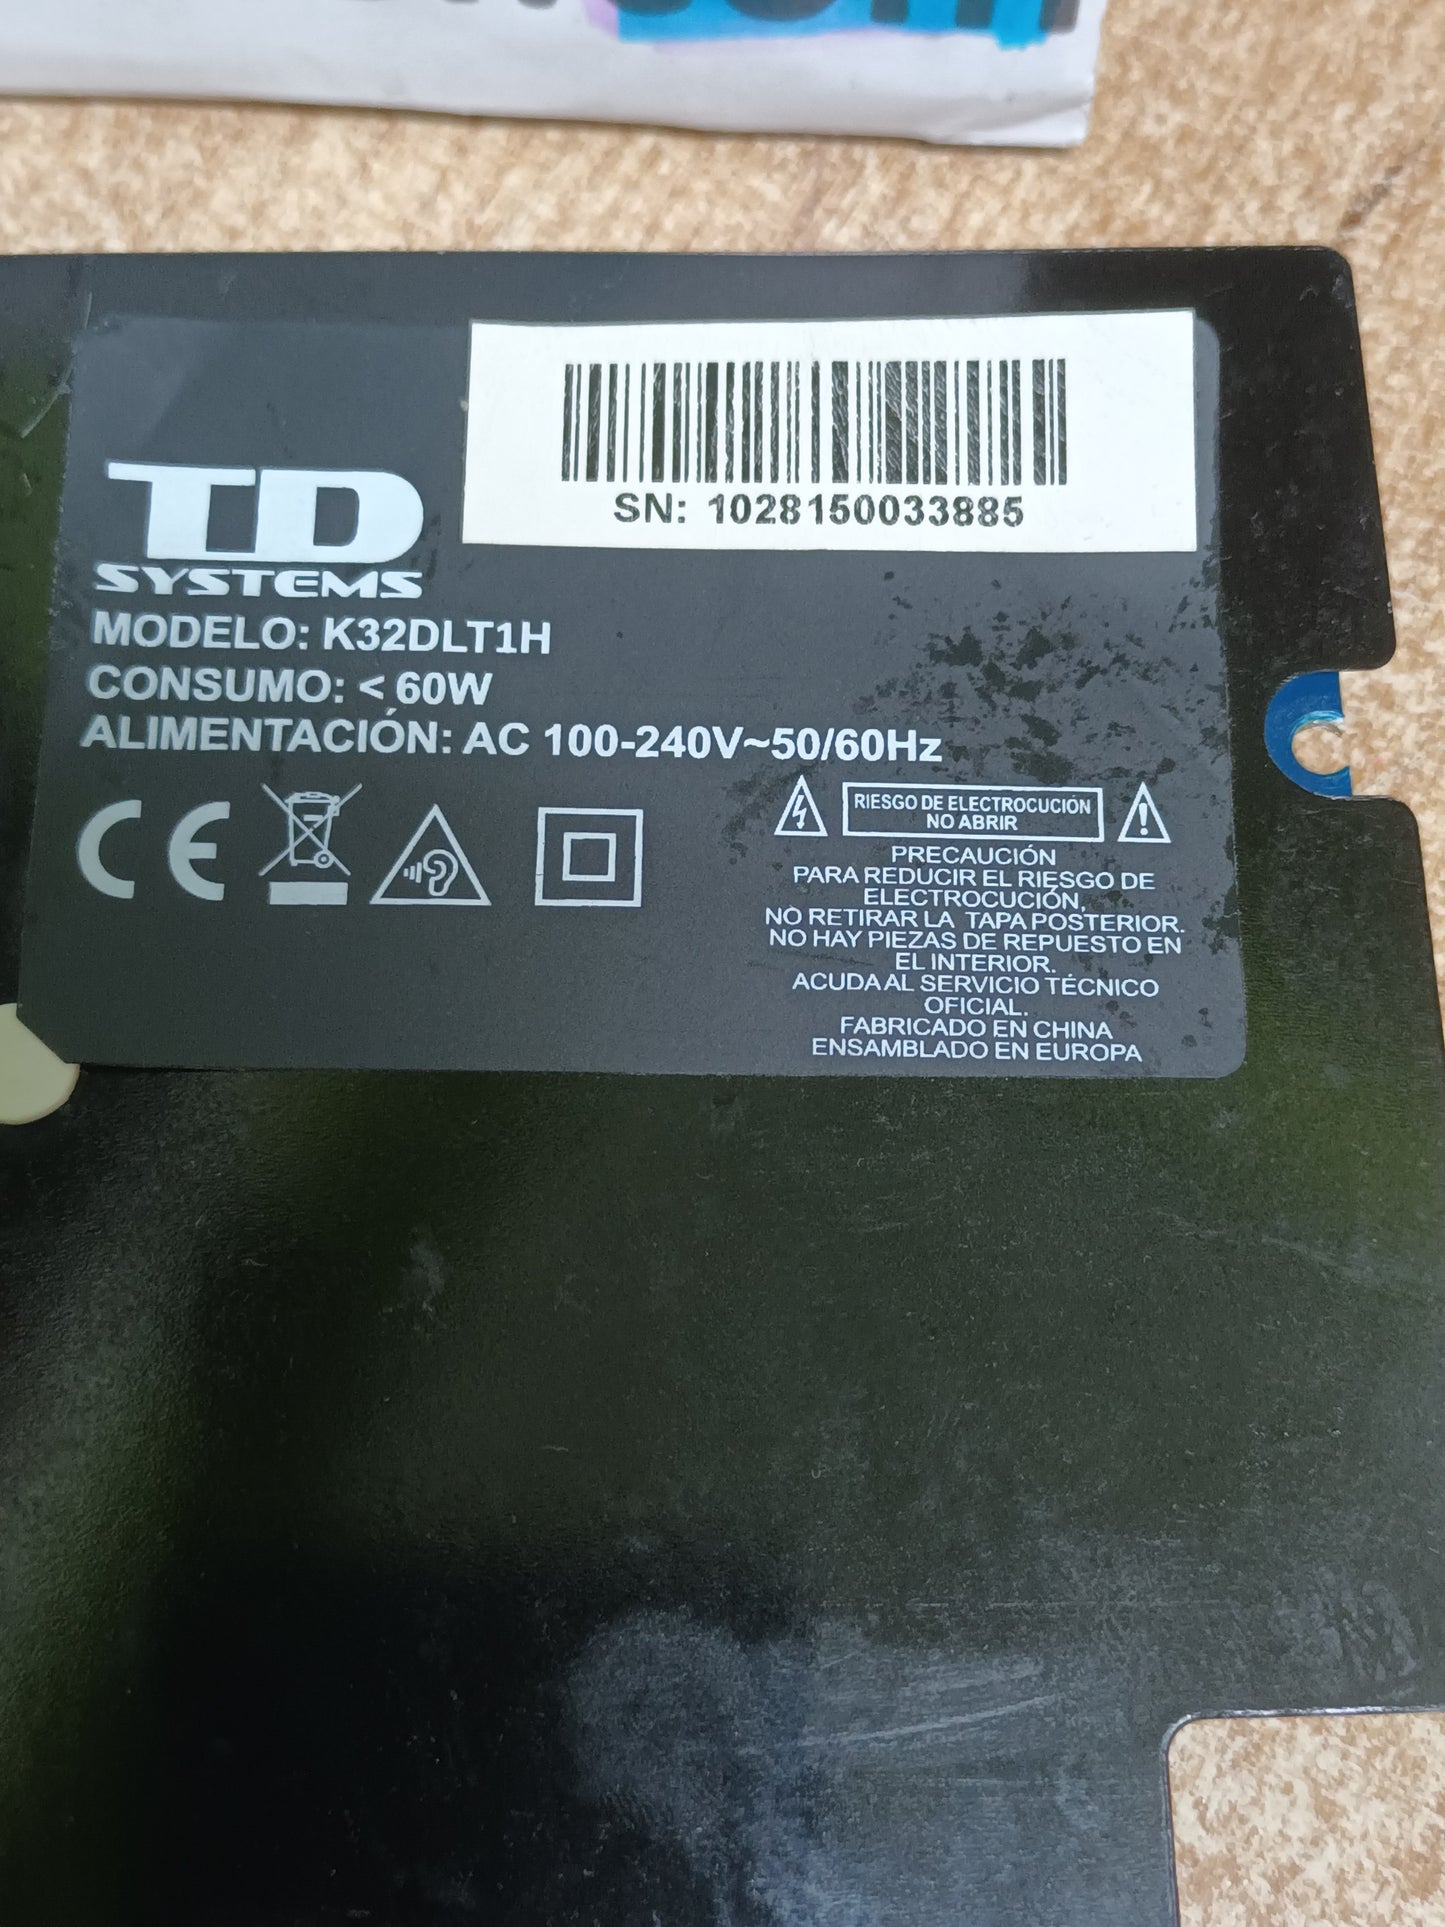 SN: 1028150033885
TD
SYSTEMS
MODELO: K32DLT1H
CONSUMO: < 60W
ALIMENTACIÓN: AC 100-240V~50/60Hz
CE
RIESGO DE ELECTROCUCIÓN
NO ABRIR
PRECAUCIÓN
PARA REDUCIR EL RIESGO DE
ELECTROCUCIÓN,
NO RETIRAR LA TAPA POSTERIOR.
NO HAY PIEZAS DE REPUESTO EN
EL INTERIOR.
ACUDA AL SERVICIO TÉCNICO
OFICIAL.
FABRICADO EN CHINA
ENSAMBLADO EN EUROPA